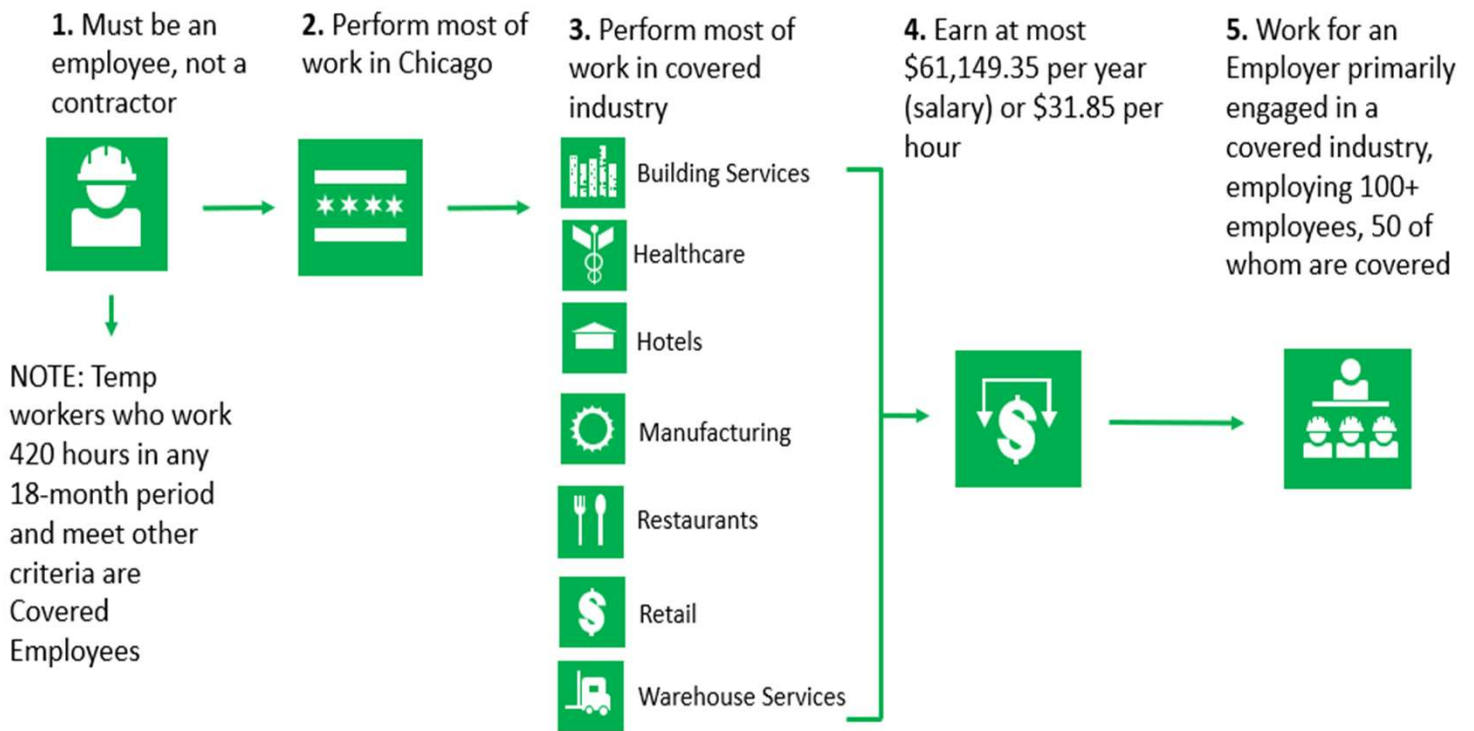 1. Must be an
employee, not a
contractor
NOTE: Temp
workers who work
420 hours in any
18-month period
and meet other
criteria are
Covered
Employees
2. Perform most of
work in Chicago
3. Perform most of
work in covered
industry
Building Services
Healthcare
Hotels
Manufacturing
Restaurants
Retail
Warehouse Services
4. Earn at most
$61,149.35 per year
(salary) or $31.85 per
hour
5. Work for an
Employer primarily
engaged in a
covered industry,
employing 100+
employees, 50 of
whom are covered